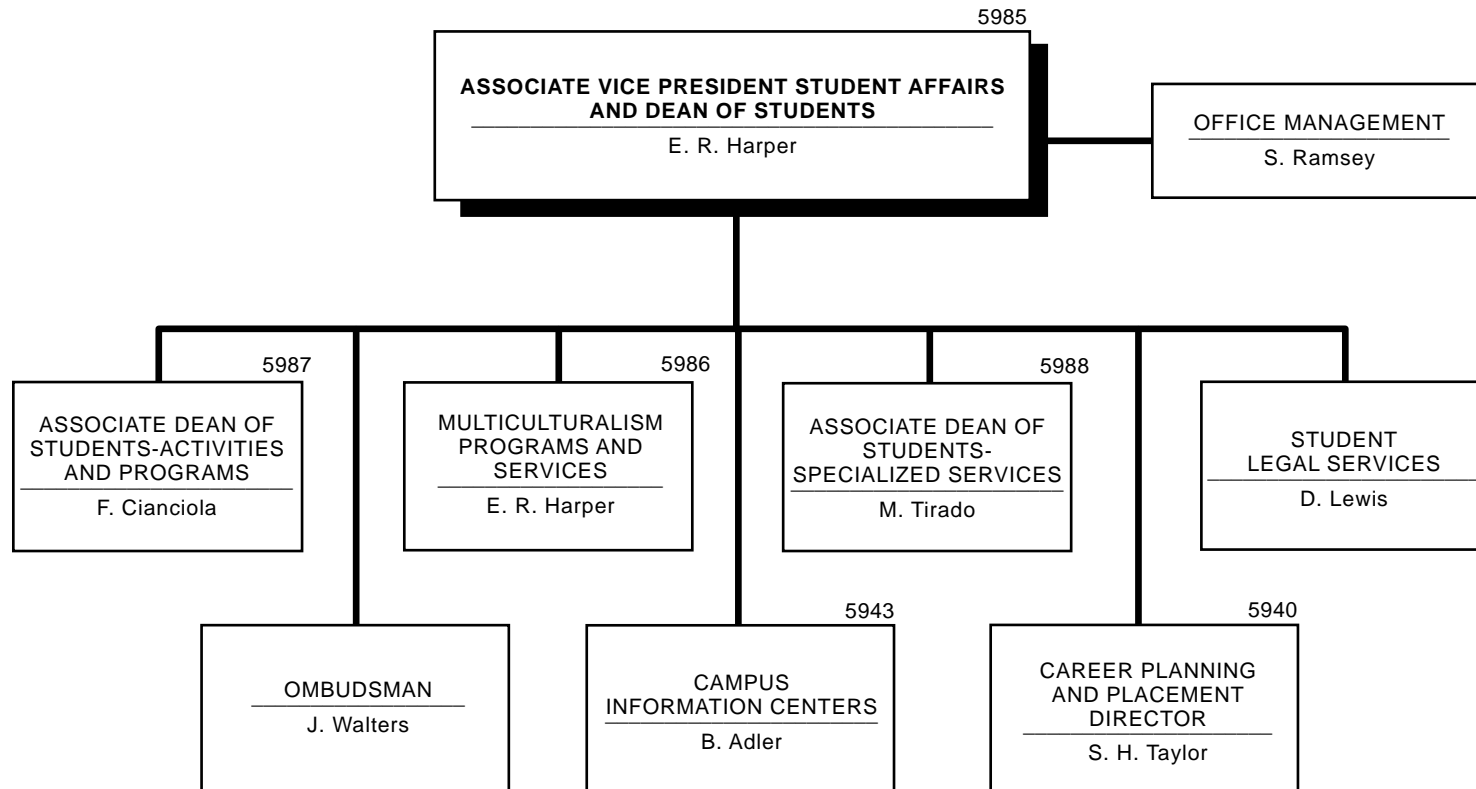 5985
ASSOCIATE VICE PRESIDENT STUDENT AFFAIRS
AND DEAN OF STUDENTS
E. R. Harper
OFFICE MANAGEMENT
S. Ramsey
5987
ASSOCIATE DEAN OF
STUDENTS-ACTIVITIES
AND PROGRAMS
F. Cianciola
5986
MULTICULTURALISM
PROGRAMS AND
SERVICES
E. R. Harper
5988
ASSOCIATE DEAN OF
STUDENTS-
SPECIALIZED SERVICES
M. Tirado
STUDENT
LEGAL SERVICES
D. Lewis
OMBUDSMAN
J. Walters
5943
CAMPUS
INFORMATION CENTERS
B. Adler
5940
CAREER PLANNING
AND PLACEMENT
DIRECTOR
S. H. Taylor